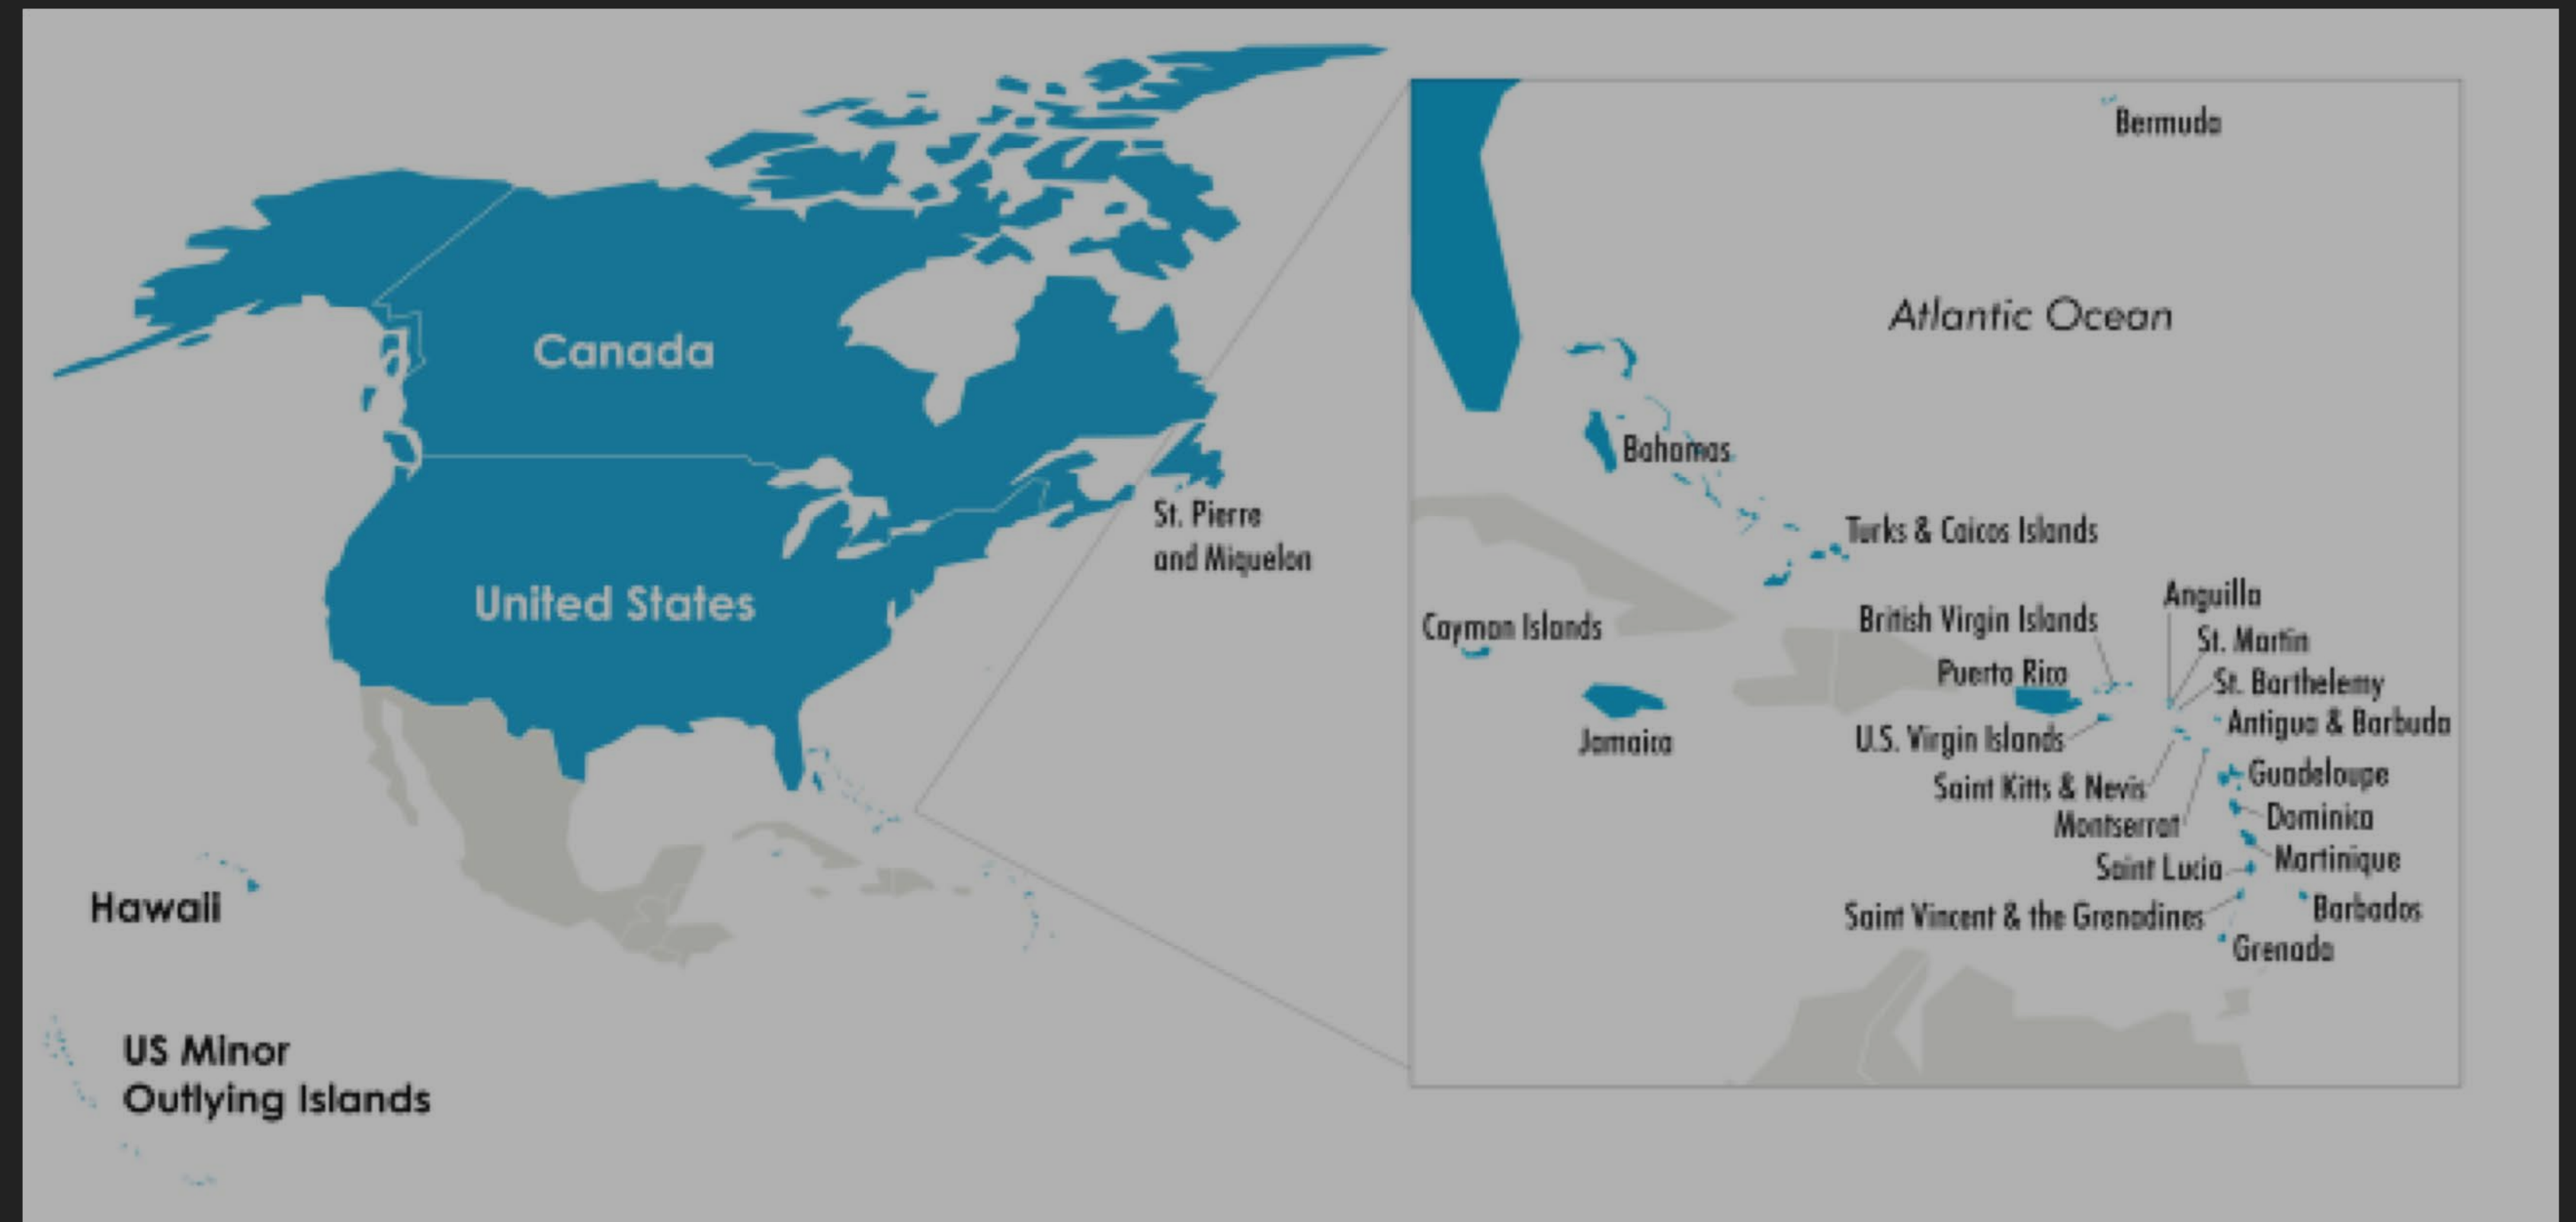 Canada
United States
St. Pierre
and Miquelon
Hawaii
US Minor
Outlying Islands
Bermuda
Atlantic Ocean
Bahamas
Turks & Caicos Islands
Cayman Islands
Jamaica
British Virgin Islands
Puerto Rico
U.S. Virgin Islands
Anguilla
St. Martin
St. Barthelemy
Antigua & Barbuda
Saint Kitts & Nevis
Montserrat
Guadeloupe
Dominica
Martinique
Saint Lucia
Barbados
Saint Vincent & the Grenadines
Grenada